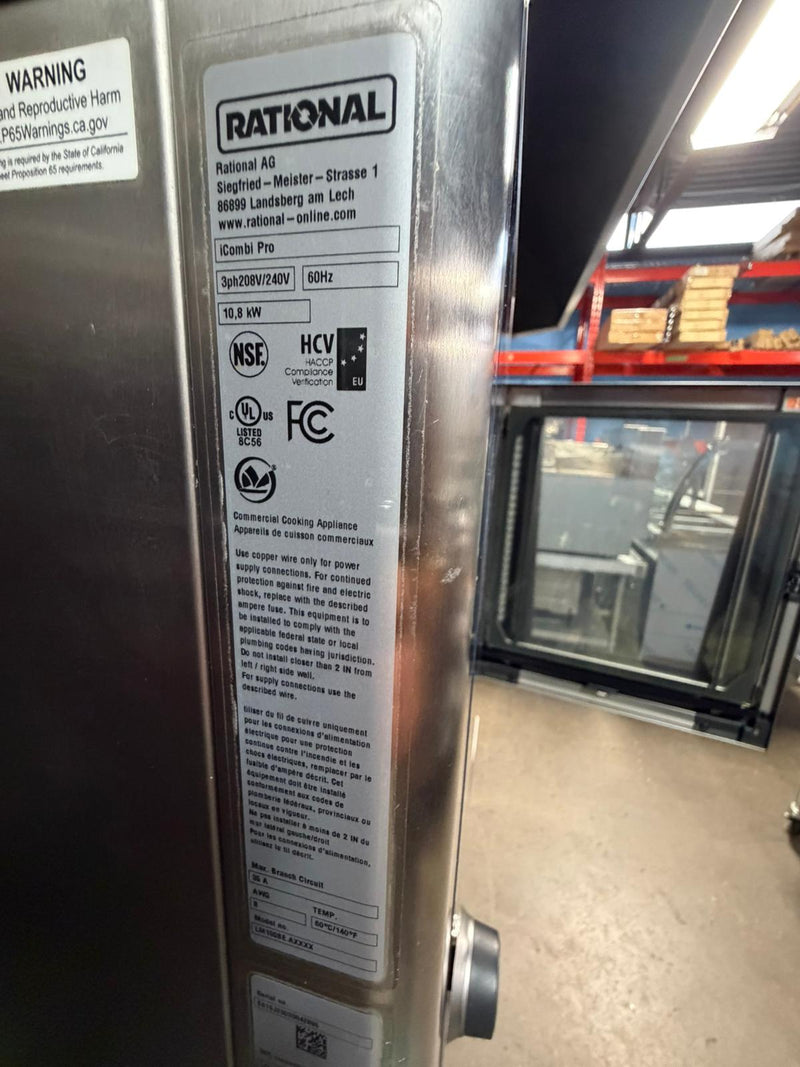 WARNING
and Reproductive Harm
P65Warnings.ca.gov
ng is required by the State of California
eet Proposition 65 requirements.
RATIONAL
Rational AG
Siegfried – Meister – Strasse 1
86899 Landsberg am Lech
www.rational–online.com
iCombi Pro
3ph208V/240V
60Hz
10,8 kW
NSF.
HCV
HACCP
Compliance
Verification
EU
c UL us
LISTED
8C56
FC
®
Commercial Cooking Appliance
Appareils de cuisson commerciaux
Use copper wire only for power
supply connections. For continued
protection against fire and electric
shock, replace with the described
ampere fuse. This equipment is to
be installed to comply with the
applicable federal state or local
plumbing codes having jurisdiction.
Do not install closer than 2 IN from
left / right side wall.
For supply connections use the
described wire.
tiliser du fil de cuivre uniquement
pour les connexions d'alimentation
électrique pour une protection
continue contre l'incendie et les
chocs électriques, remplacer par le
fusible d'ampère décrit. Cet
équipement doit être installé
conformément aux codes de
plomberie fédéraux, provinciaux ou
locaux en vigueur.
Ne pas installer à moins de 2 IN du
mur latéral gauche/droit
Pour les connexions d'alimentation,
utilisez le fil décrit.
Max. Branch Circuit
35 A
AWG
TEMP.
8
60°C/140°F
Model no.
Serial no.